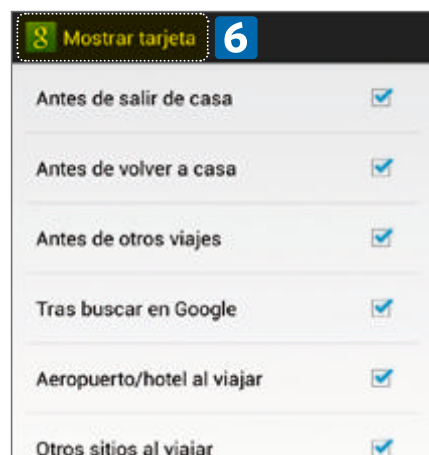 8 Mostrar tarjeta 6
Antes de salir de casa
Antes de volver a casa
Antes de otros viajes
Tras buscar en Google
Aeropuerto/hotel al viajar
Otros sitios al viajar